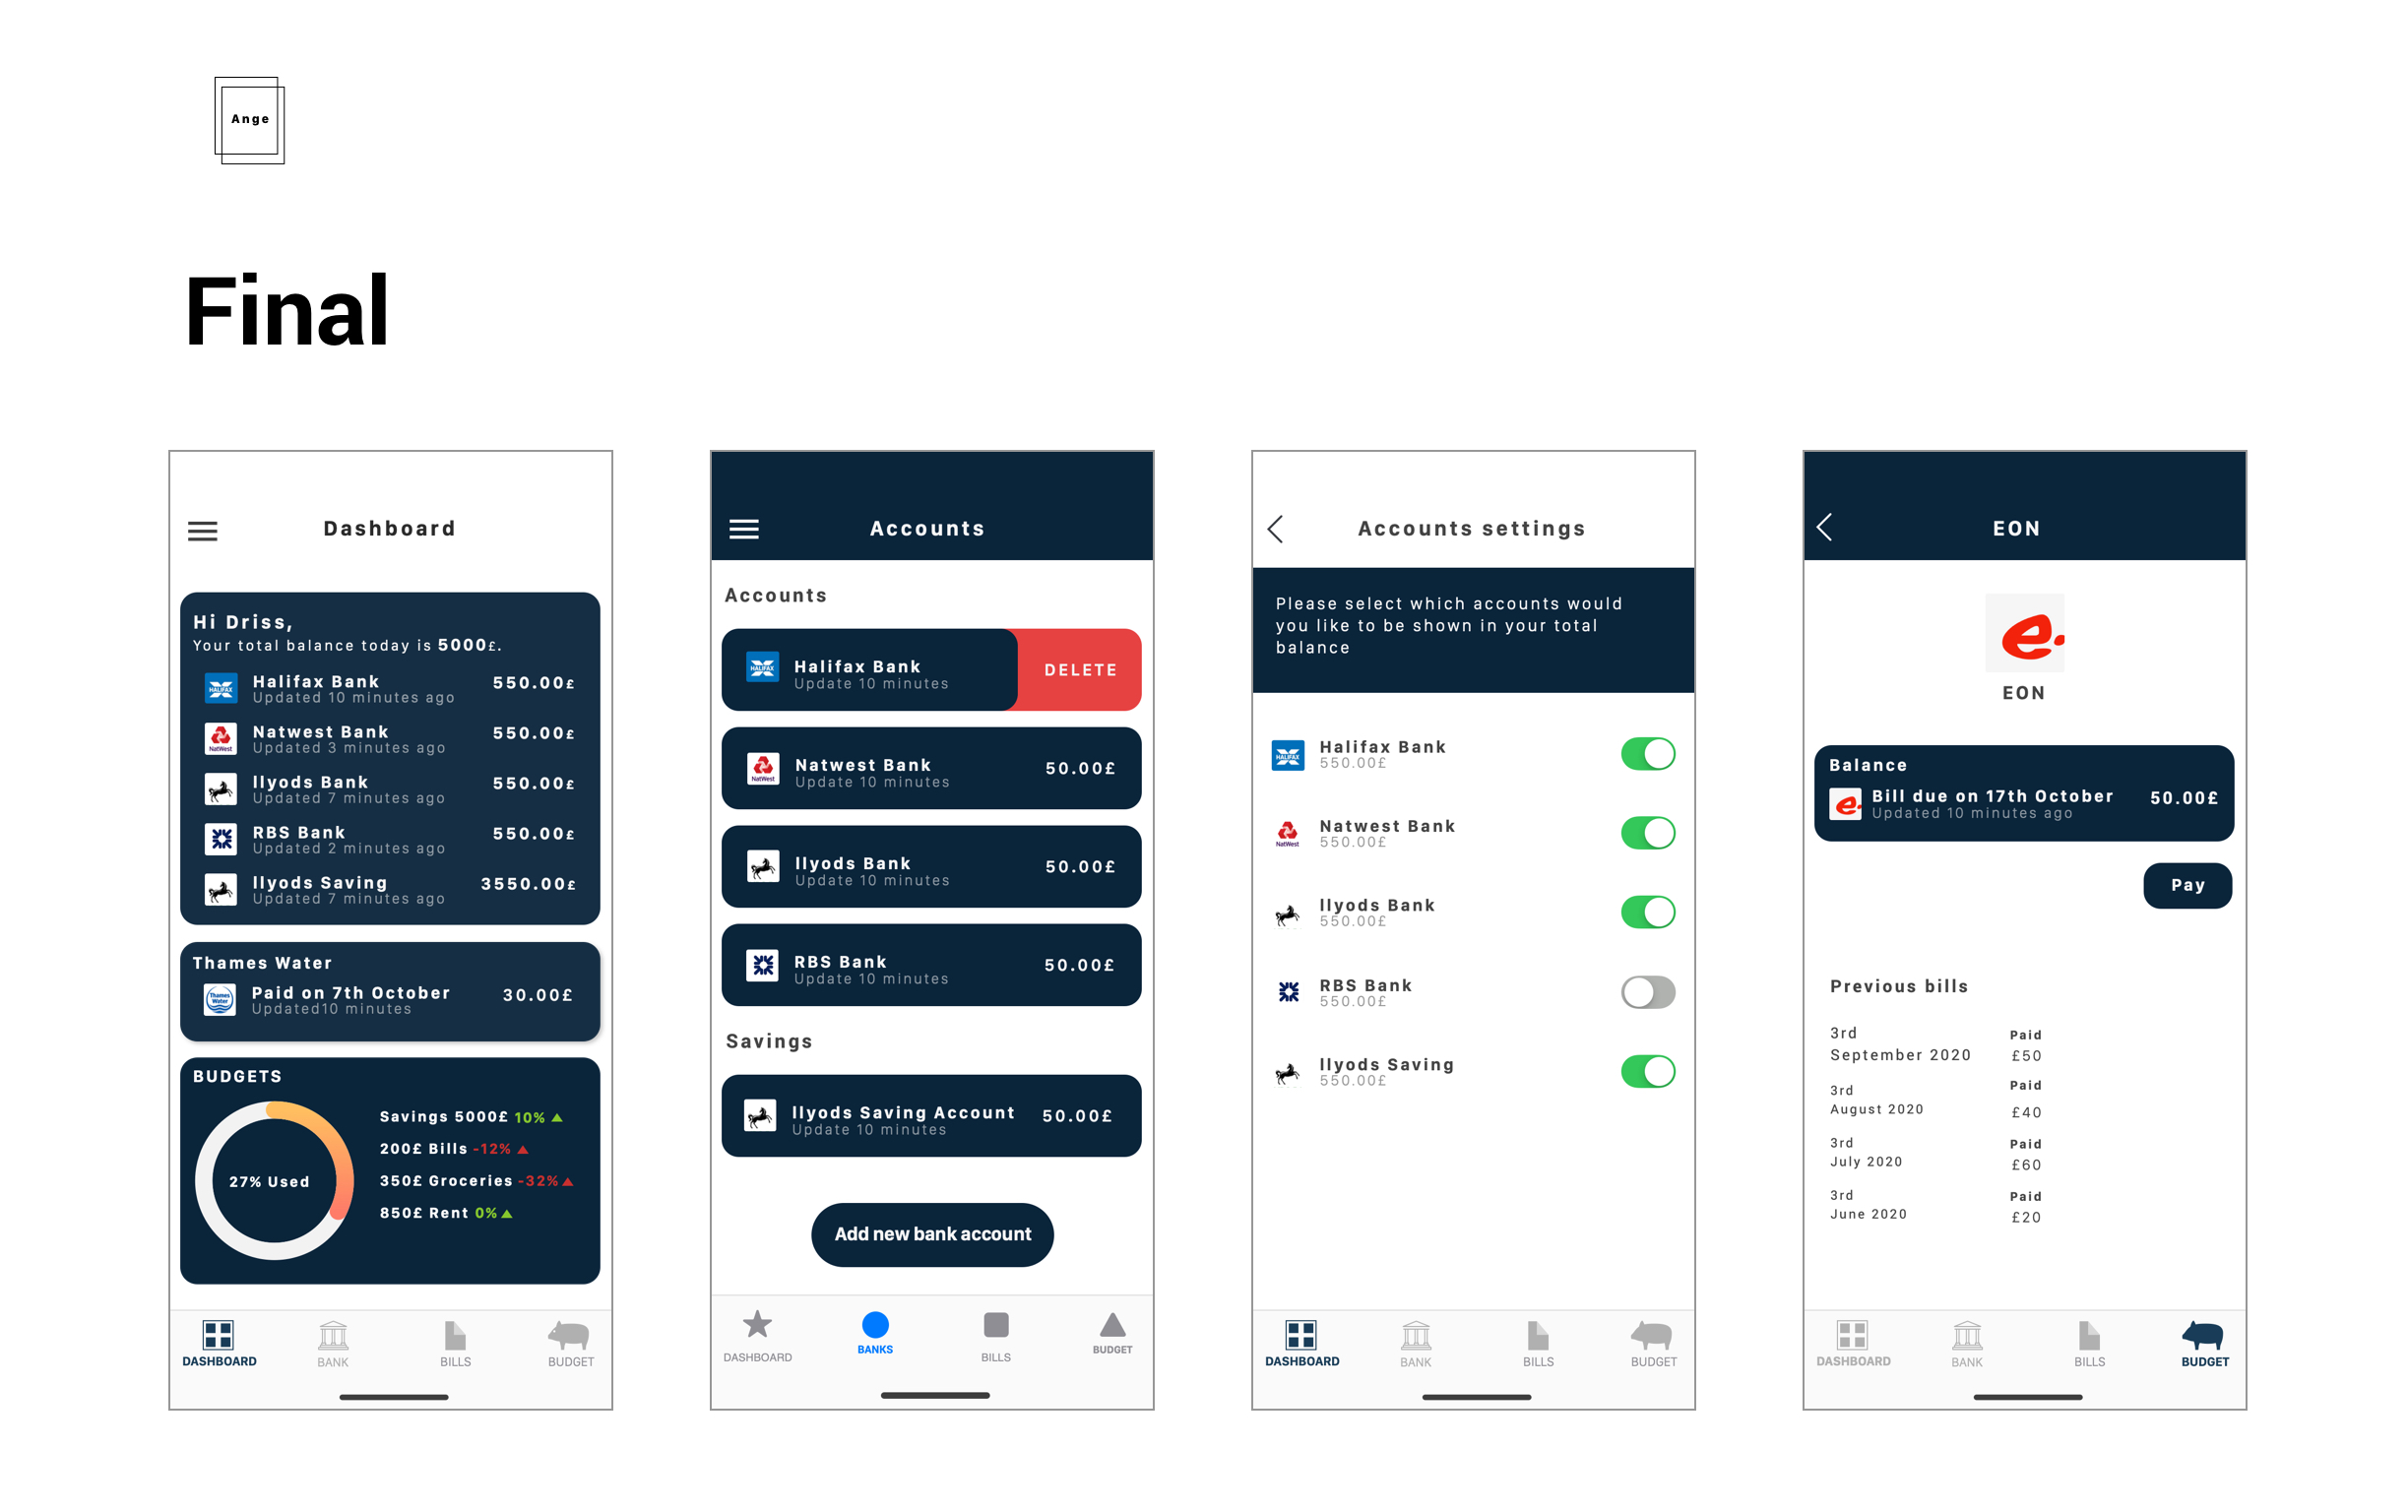 Ange
Final
Dashboard
Hi Driss,
Your total balance today is 5000£.
HALIFAX
Halifax Bank 550.00£
Updated 10 minutes ago
NatWest
Natwest Bank 550.00£
Updated 3 minutes ago
llyods Bank 550.00£
Updated 7 minutes ago
RBS Bank 550.00£
Updated 2 minutes ago
llyods Saving 3550.00£
Updated 7 minutes ago
Thames Water
Thames Water
Paid on 7th October 30.00£
Updated10 minutes
BUDGETS
27% Used
Savings 5000£ 10%
200£ Bills -12%
350£ Groceries -32%
850£ Rent 0%
DASHBOARD BANK BILLS BUDGET
Accounts
Accounts
HALIFAX
Halifax Bank
Update 10 minutes
DELETE
NatWest
Natwest Bank 50.00£
Update 10 minutes
llyods Bank 50.00£
Update 10 minutes
RBS Bank 50.00£
Update 10 minutes
Savings
llyods Saving Account 50.00£
Update 10 minutes
Add new bank account
DASHBOARD BANKS BILLS BUDGET
Accounts settings
Please select which accounts would
you like to be shown in your total
balance
HALIFAX
Halifax Bank
550.00£
NatWest
Natwest Bank
550.00£
llyods Bank
550.00£
RBS Bank
550.00£
llyods Saving
550.00£
DASHBOARD BANK BILLS BUDGET
EON
e.
EON
Balance
e.
Bill due on 17th October 50.00£
Updated 10 minutes ago
Pay
Previous bills
3rd Paid
September 2020 £50
3rd Paid
August 2020 £40
3rd Paid
July 2020 £60
3rd Paid
June 2020 £20
DASHBOARD BANK BILLS BUDGET